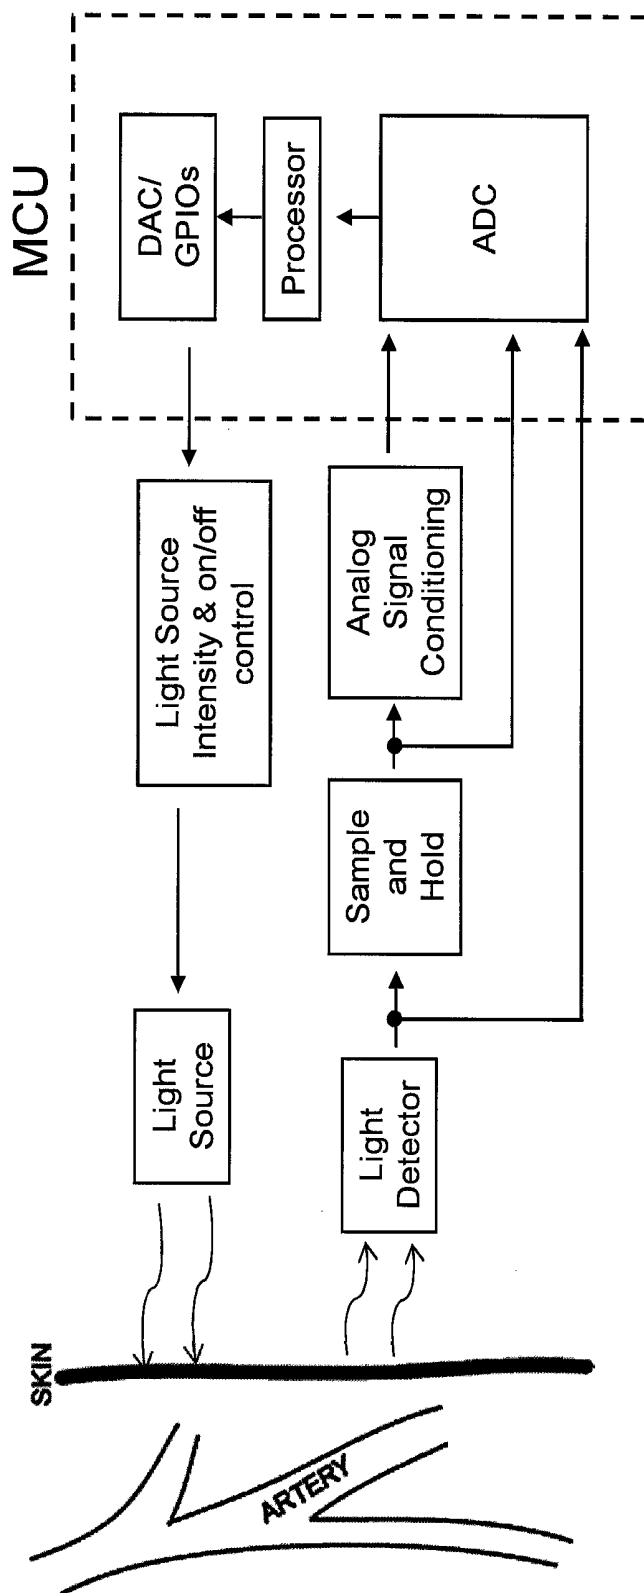 MCU
DAC/
GPIOs
Processor
ADC
Light Source
Intensity & on/off
control
Analog
Signal
Conditioning
Sample
and
Hold
Light
Source
Light
Detector
SKIN
ARTERY